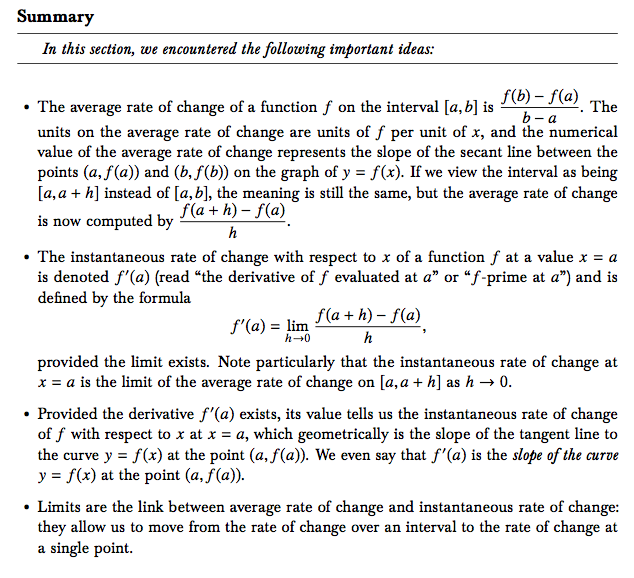 Summary
In this section, we encountered the following important ideas:
• The average rate of change of a function f on the interval [a, b] is \frac{f(b) − f(a)}{b − a}. The
units on the average rate of change are units of f per unit of x, and the numerical
value of the average rate of change represents the slope of the secant line between the
points (a, f(a)) and (b, f(b)) on the graph of y = f(x). If we view the interval as being
[a, a + h] instead of [a, b], the meaning is still the same, but the average rate of change
is now computed by \frac{f(a + h) − f(a)}{h}.
• The instantaneous rate of change with respect to x of a function f at a value x = a
is denoted f′(a) (read “the derivative of f evaluated at a” or “f-prime at a”) and is
defined by the formula
f′(a) = \lim_{h→0} \frac{f(a + h) − f(a)}{h},
provided the limit exists. Note particularly that the instantaneous rate of change at
x = a is the limit of the average rate of change on [a, a + h] as h → 0.
• Provided the derivative f′(a) exists, its value tells us the instantaneous rate of change
of f with respect to x at x = a, which geometrically is the slope of the tangent line to
the curve y = f(x) at the point (a, f(a)). We even say that f′(a) is the slope of the curve
y = f(x) at the point (a, f(a)).
• Limits are the link between average rate of change and instantaneous rate of change:
they allow us to move from the rate of change over an interval to the rate of change at
a single point.